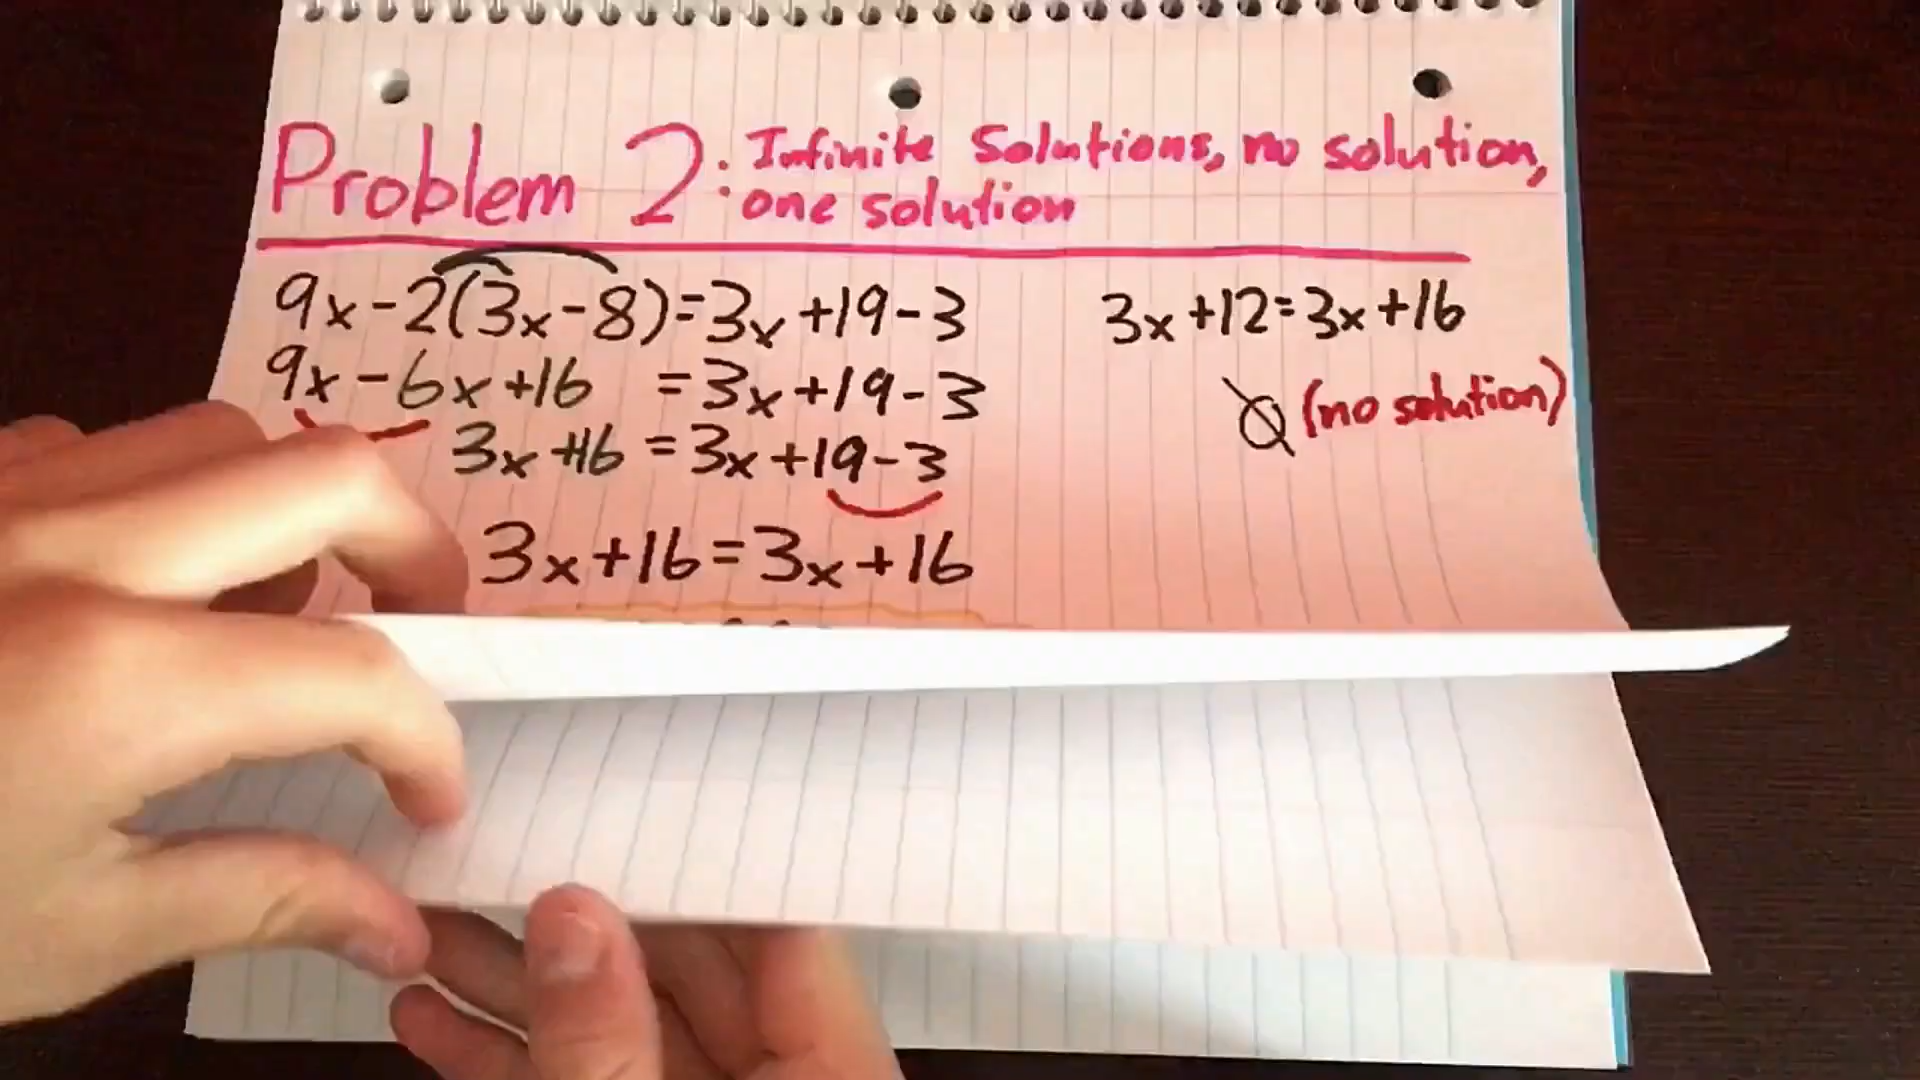 Problem 2: Infinite Solutions, no solution,
one solution
9x-2(3x-8)=3x+19-3
9x-6x+16 =3x+19-3
3x+16=3x+19-3
3x+16=3x+16
3x+12=3x+16
∅ (no solution)